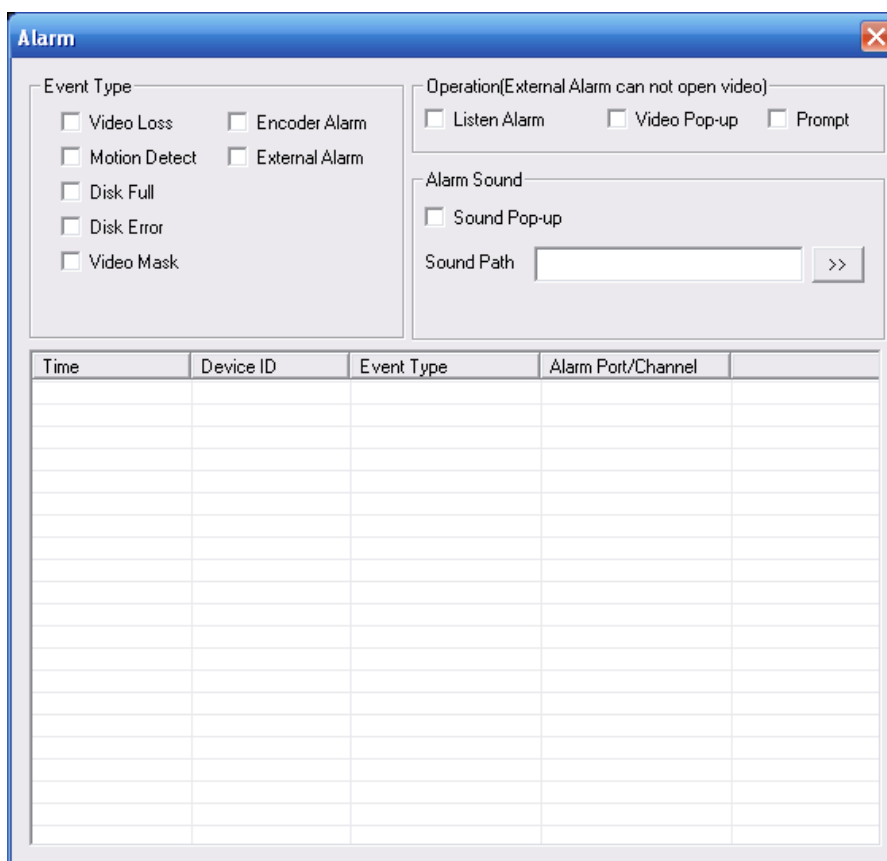 Alarm
Event Type
Video Loss
Encoder Alarm
Motion Detect
External Alarm
Disk Full
Disk Error
Video Mask
Operation(External Alarm can not open video)
Listen Alarm
Video Pop-up
Prompt
Alarm Sound
Sound Pop-up
Sound Path
>>
Time Device ID Event Type Alarm Port/Channel